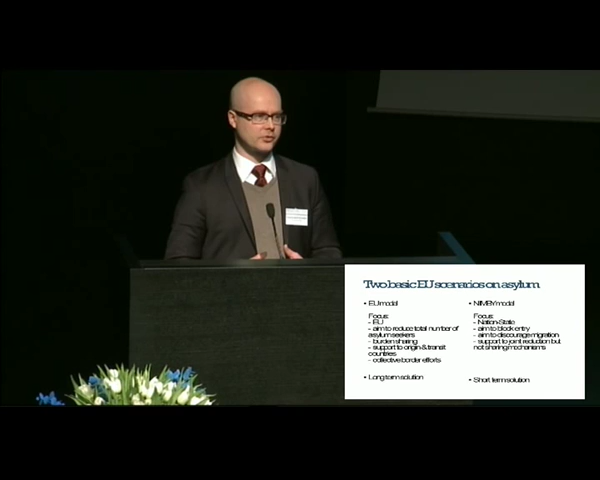 Two basic EU scenarios on asylum
• EU modal
Focus:
- EU
- aim to reduce total number of
asylum seekers
- burden sharing
- support to origin & transit
countries
- collective border efforts
• Long term solution
• NIMBY modal
Focus:
- Nation-State
- aim to block entry
- aim to discourage migration
- support to joint reduction but
not sharing mechanisms
• Short term solution